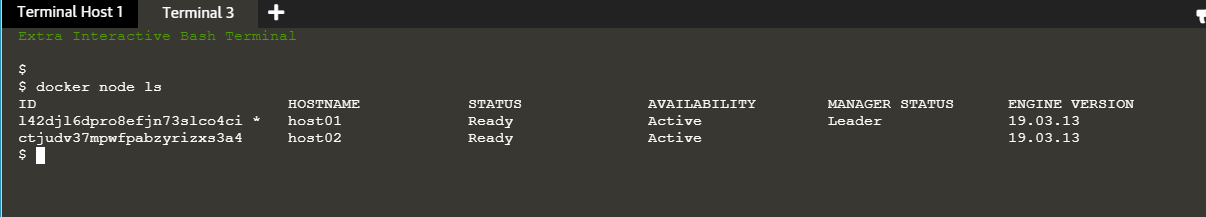 Terminal Host 1 Terminal 3 +
Extra Interactive Bash Terminal
$
$ docker node ls
ID HOSTNAME STATUS AVAILABILITY MANAGER STATUS ENGINE VERSION
l42djl6dpro8efjn73slco4ci * host01 Ready Active Leader 19.03.13
ctjudv37mpwfpabzyrizxs3a4 host02 Ready Active 19.03.13
$